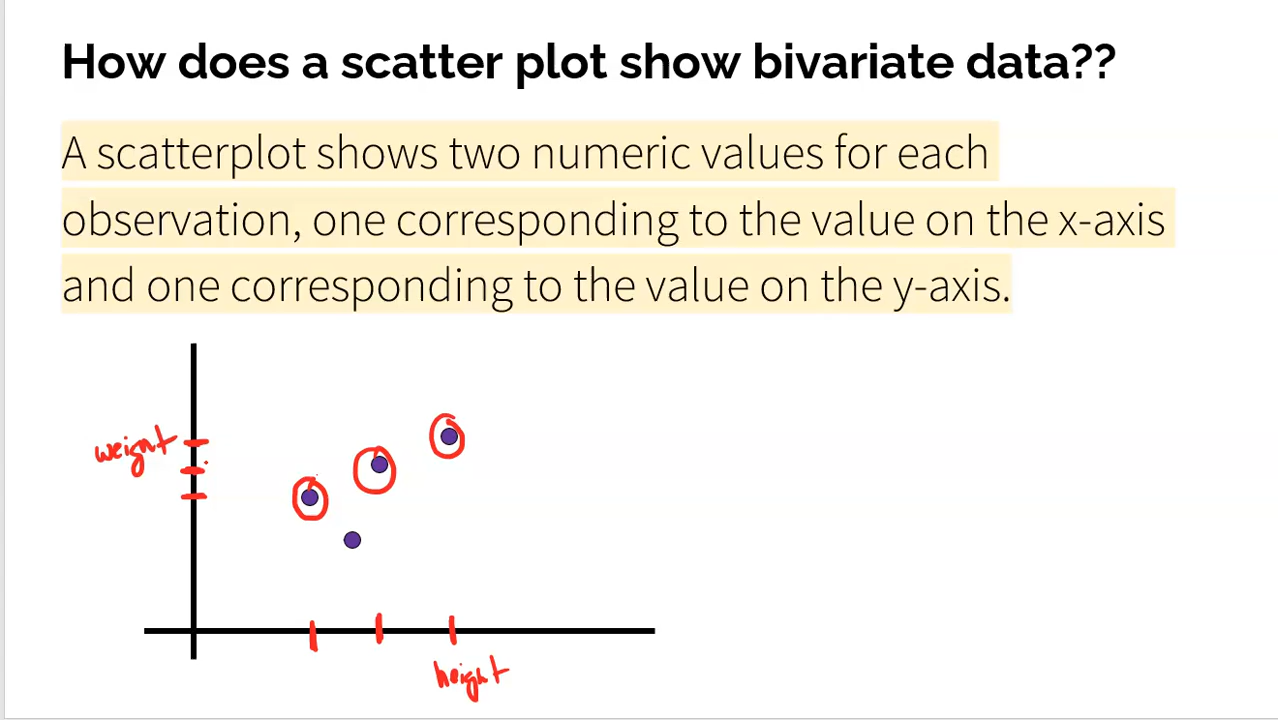 How does a scatter plot show bivariate data??
A scatterplot shows two numeric values for each
observation, one corresponding to the value on the x-axis
and one corresponding to the value on the y-axis.
weight
height